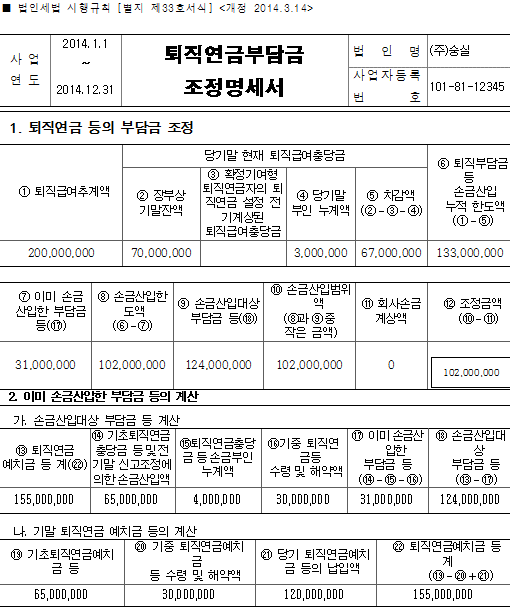 ■ 법인세법 시행규칙 [별지 제33호서식] <개정 2014.3.14>
사 업
연 도
2014.1.1
~
2014.12.31
퇴직연금부담금
조정명세서
법 인 명
(주)숭실
사업자등록
번 호
101-81-12345
1. 퇴직연금 등의 부담금 조정
① 퇴직급여추계액
당기말 현재 퇴직급여충당금
② 장부상
기말잔액
③ 확정기여형
퇴직연금자의 퇴
직연금 설정 전
기계상된
퇴직급여충당금
④ 당기말
부인 누계액
⑤ 차감액
(②-③-④)
⑥ 퇴직부담금
등
손금산입
누적 한도액
(①-⑤)
200,000,000
70,000,000
3,000,000
67,000,000
133,000,000
⑦ 이미 손금
산입한 부담금
등(⑰)
⑧ 손금산입한
도액
(⑥-⑦)
⑨ 손금산입대상
부담금 등(⑱)
⑩ 손금산입범위
액
(⑧과 ⑨중
작은 금액)
⑪ 회사손금
계상액
⑫ 조정금액
(⑩-⑪)
31,000,000
102,000,000
124,000,000
102,000,000
0
102,000,000
2. 이미 손금산입한 부담금 등의 계산
가. 손금산입대상 부담금 등 계산
⑬ 퇴직연금
예치금 등 계(㉒)
⑭ 기초퇴직연금
충당금 등 및 전
기말 신고조정에
의한 손금산입액
⑮퇴직연금충당
금 등 손금부인
누계액
⑯기중 퇴직연
금등
수령 및 해약액
⑰ 이미 손금산
입한
부담금 등
(⑭-⑮-⑯)
⑱ 손금산입대
상
부담금 등
(⑬-⑰)
155,000,000
65,000,000
4,000,000
30,000,000
31,000,000
124,000,000
나. 기말 퇴직연금 예치금 등의 계산
⑲ 기초퇴직연금예치
금 등
⑳ 기중 퇴직연금예치
금
등 수령 및 해약액
㉑ 당기 퇴직연금예치
금 등의 납입액
㉒ 퇴직연금예치금 등
계
(⑲-⑳+㉑)
65,000,000
30,000,000
120,000,000
155,000,000